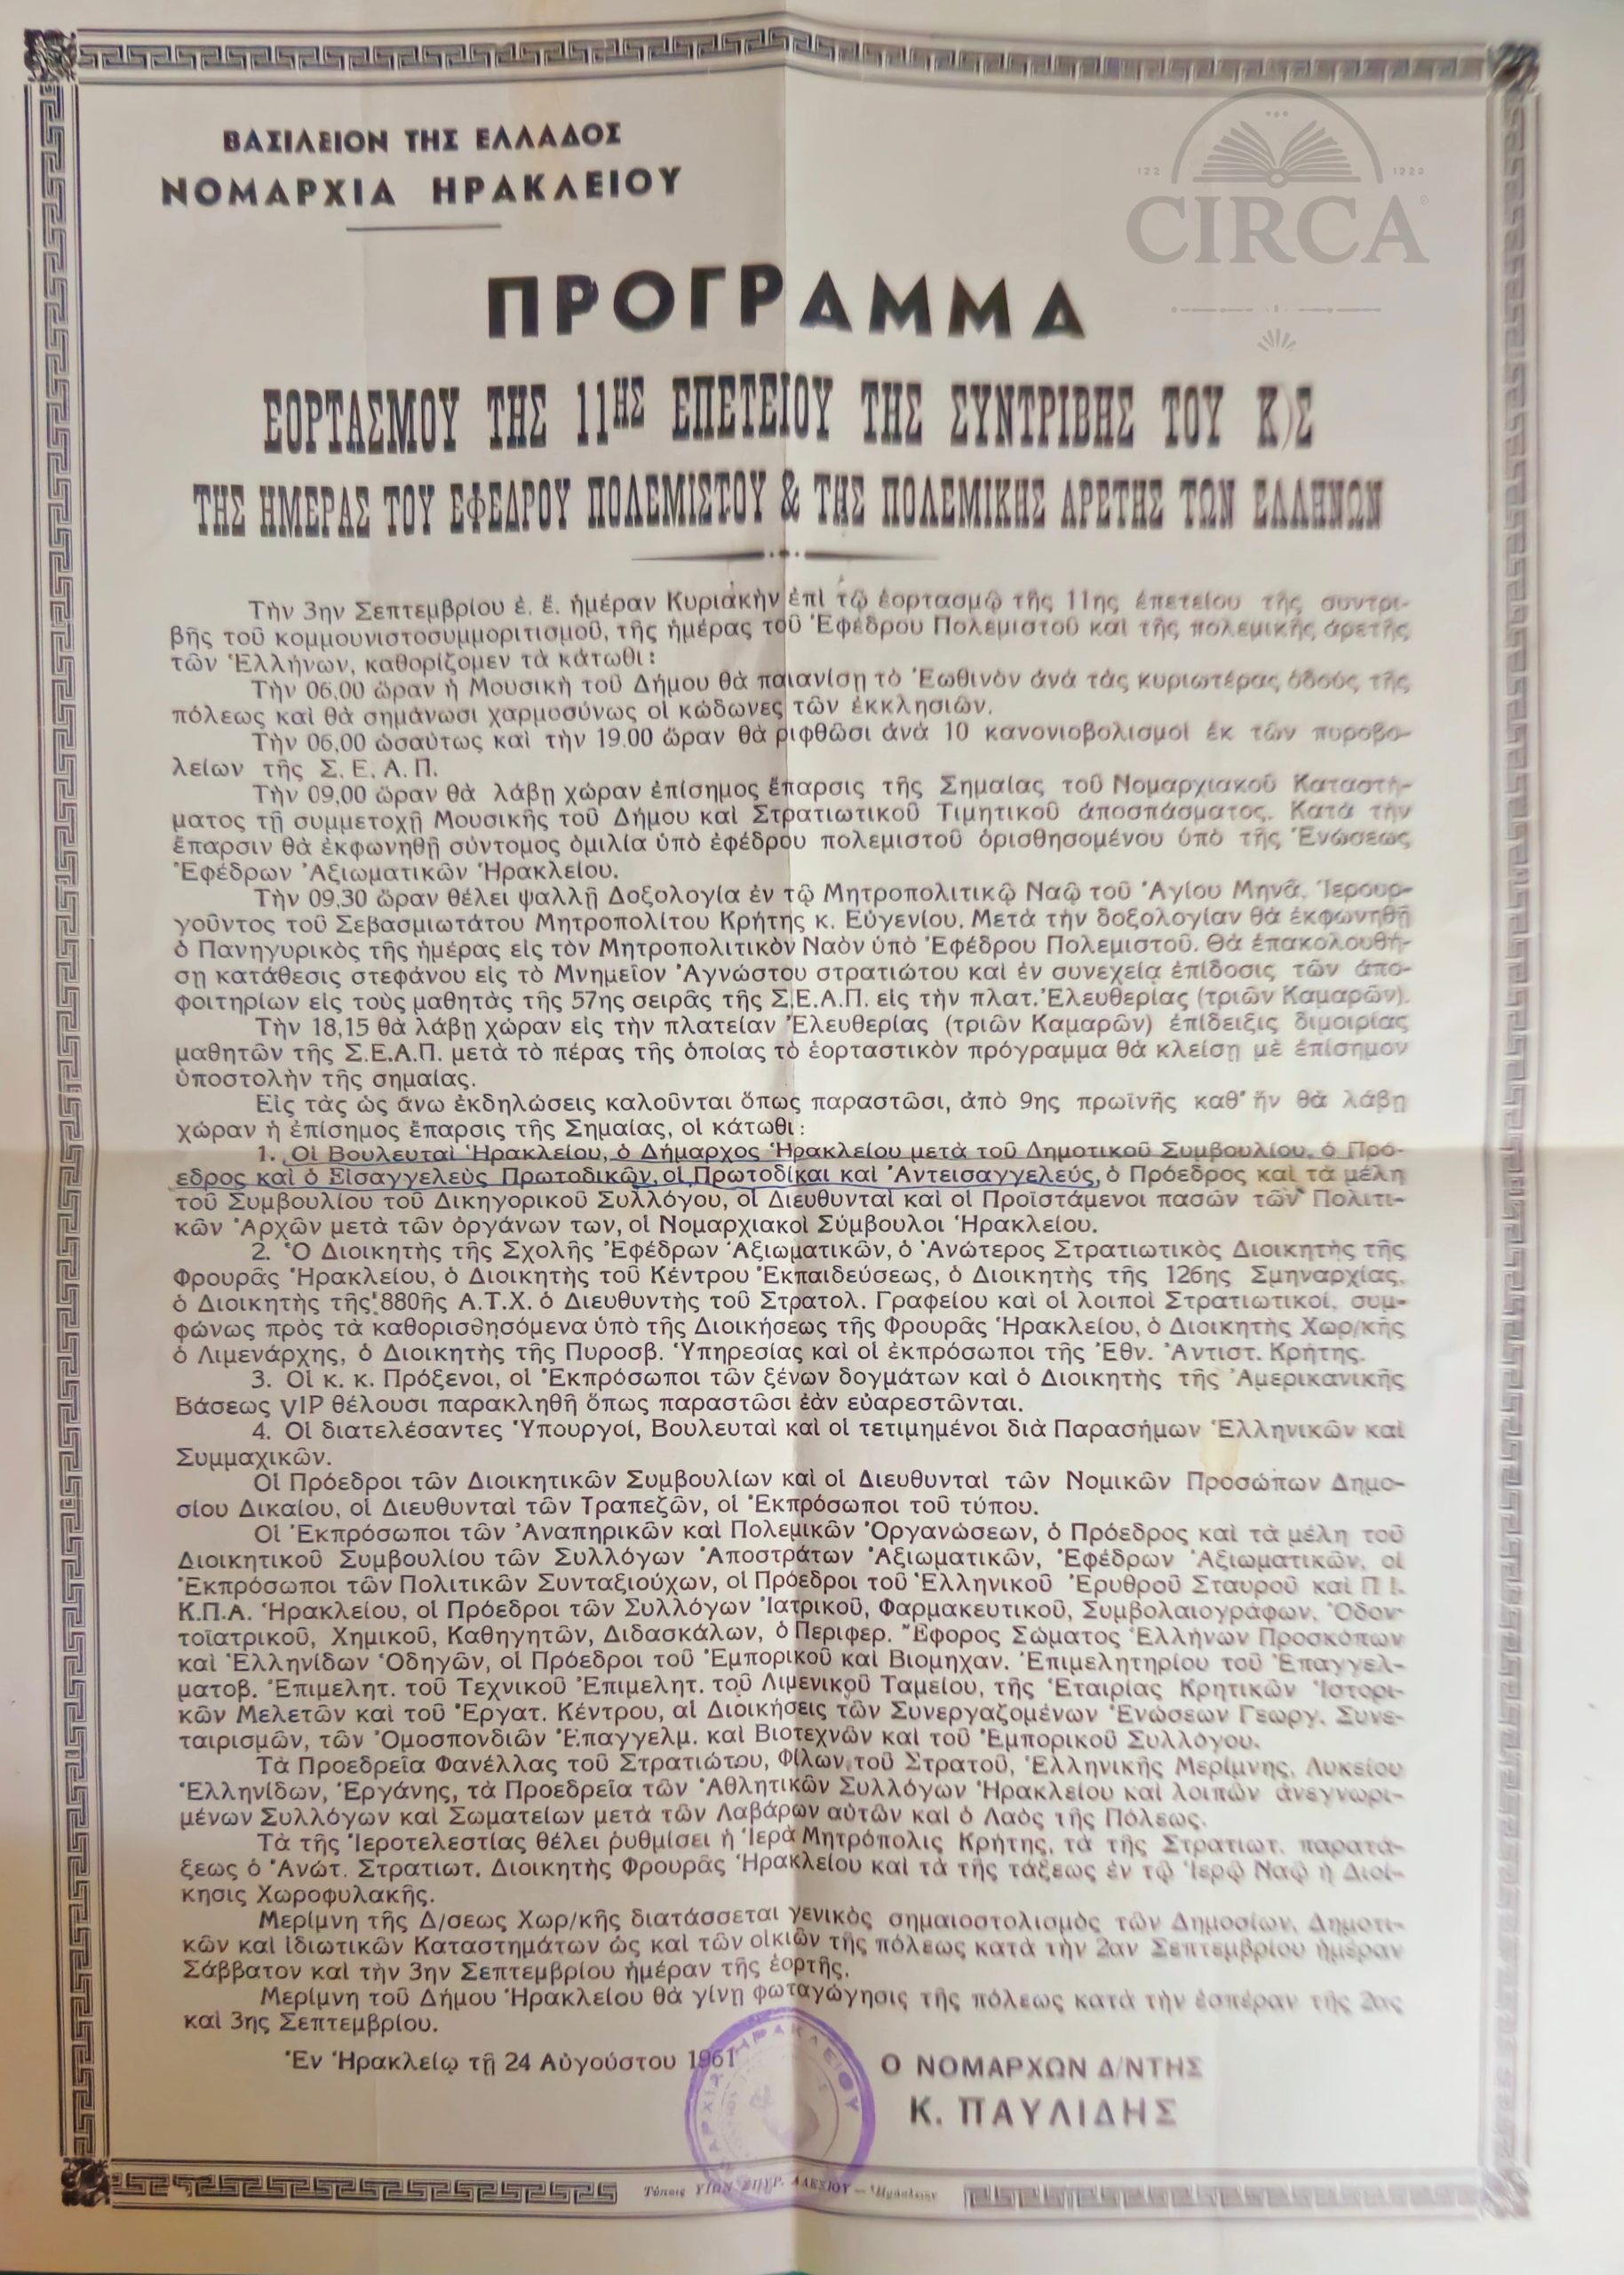 ΒΑΣΙΛΕΙΟΝ ΤΗΣ ΕΛΛΑΔΟΣ
ΝΟΜΑΡΧΙΑ ΗΡΑΚΛΕΙΟΥ
CIRCA
ΠΡΟΓΡΑΜΜΑ
ΕΟΡΤΑΣΜΟΥ ΤΗΣ 11ΗΣ ΕΠΕΤΕΙΟΥ ΤΗΣ ΣΥΝΤΡΙΒΗΣ ΤΟΥ Κ)Σ
ΤΗΣ ΗΜΕΡΑΣ ΤΟΥ ΕΦΕΔΡΟΥ ΠΟΛΕΜΙΣΤΟΥ & ΤΗΣ ΠΟΛΕΜΙΚΗΣ ΑΡΕΤΗΣ ΤΩΝ ΕΛΛΗΝΩΝ
Τὴν 3ην Σεπτεμβρίου ἐ. ἔ. ἡμέραν Κυριακὴν ἐπὶ τῷ ἑορτασμῷ τῆς 11ης ἐπετείου τῆς συντρι-
βῆς τοῦ κομμουνιστοσυμμοριτισμοῦ, τῆς ἡμέρας τοῦ Ἐφέδρου Πολεμιστοῦ καὶ τῆς πολεμικῆς ἀρετῆς
τῶν Ἑλλήνων, καθορίζομεν τὰ κάτωθι:
Τὴν 06,00 ὥραν ἡ Μουσικὴ τοῦ Δήμου θὰ παιανίσῃ τὸ Ἑωθινὸν ἀνὰ τὰς κυριωτέρας ὁδοὺς τῆς
πόλεως καὶ θὰ σημάνωσι χαρμοσύνως οἱ κώδωνες τῶν ἐκκλησιῶν.
Τὴν 06,00 ὡσαύτως καὶ τὴν 19.00 ὥραν θὰ ριφθῶσι ἀνὰ 10 κανονιοβολισμοὶ ἐκ τῶν πυροβο-
λείων τῆς Σ. Ε. Α. Π.
Τὴν 09,00 ὥραν θὰ λάβῃ χώραν ἐπίσημος ἔπαρσις τῆς Σημαίας τοῦ Νομαρχιακοῦ Καταστή-
ματος τῇ συμμετοχῇ Μουσικῆς τοῦ Δήμου καὶ Στρατιωτικοῦ Τιμητικοῦ ἀποσπάσματος. Κατὰ τὴν
ἔπαρσιν θὰ ἐκφωνηθῇ σύντομος ὁμιλία ὑπὸ ἐφέδρου πολεμιστοῦ ὁρισθησομένου ὑπὸ τῆς Ἑνώσεως
Ἐφέδρων Ἀξιωματικῶν Ἡρακλείου.
Τὴν 09,30 ὥραν θέλει ψαλλῇ Δοξολογία ἐν τῷ Μητροπολιτικῷ Ναῷ τοῦ Ἁγίου Μηνᾶ, Ἱερουρ-
γοῦντος τοῦ Σεβασμιωτάτου Μητροπολίτου Κρήτης κ. Εὐγενίου. Μετὰ τὴν δοξολογίαν θὰ ἐκφωνηθῇ
ὁ Πανηγυρικὸς τῆς ἡμέρας εἰς τὸν Μητροπολιτικὸν Ναὸν ὑπὸ Ἐφέδρου Πολεμιστοῦ. Θὰ ἐπακολουθή-
σῃ κατάθεσις στεφάνου εἰς τὸ Μνημεῖον Ἀγνώστου στρατιώτου καὶ ἐν συνεχείᾳ ἐπίδοσις τῶν ἀπο-
φοιτηρίων εἰς τοὺς μαθητὰς τῆς 57ης σειρᾶς τῆς Σ.Ε.Α.Π. εἰς τὴν πλατ. Ἐλευθερίας (τριῶν Καμαρῶν).
Τὴν 18,15 θὰ λάβῃ χώραν εἰς τὴν πλατεῖαν Ἐλευθερίας (τριῶν Καμαρῶν) ἐπίδειξις διμοιρίας
μαθητῶν τῆς Σ.Ε.Α.Π. μετὰ τὸ πέρας τῆς ὁποίας τὸ ἑορταστικὸν πρόγραμμα θὰ κλείσῃ μὲ ἐπίσημον
ὑποστολὴν τῆς σημαίας.
Εἰς τὰς ὡς ἄνω ἐκδηλώσεις καλοῦνται ὅπως παραστῶσι, ἀπὸ 9ης πρωϊνῆς καθ' ἣν θὰ λάβῃ
χώραν ἡ ἐπίσημος ἔπαρσις τῆς Σημαίας, οἱ κάτωθι:
1. Οἱ Βουλευταὶ Ἡρακλείου, ὁ Δήμαρχος Ἡρακλείου μετὰ τοῦ Δημοτικοῦ Συμβουλίου, ὁ Πρό-
εδρος καὶ ὁ Εἰσαγγελεὺς Πρωτοδικῶν, οἱ Πρωτοδίκαι καὶ Ἀντεισαγγελεύς, ὁ Πρόεδρος καὶ τὰ μέλη
τοῦ Συμβουλίου τοῦ Δικηγορικοῦ Συλλόγου, οἱ Διευθυνταὶ καὶ οἱ Προϊστάμενοι πασῶν τῶν Πολιτι-
κῶν Ἀρχῶν μετὰ τῶν ὀργάνων των, οἱ Νομαρχιακοὶ Σύμβουλοι Ἡρακλείου.
2. Ὁ Διοικητὴς τῆς Σχολῆς Ἐφέδρων Ἀξιωματικῶν, ὁ Ἀνώτερος Στρατιωτικὸς Διοικητὴς τῆς
Φρουρᾶς Ἡρακλείου, ὁ Διοικητὴς τοῦ Κέντρου Ἐκπαιδεύσεως, ὁ Διοικητὴς τῆς 126ης Σμηναρχίας,
ὁ Διοικητὴς τῆς 880ῆς Α.Τ.Χ. ὁ Διευθυντὴς τοῦ Στρατολ. Γραφείου καὶ οἱ λοιποὶ Στρατιωτικοί, συμ-
φώνως πρὸς τὰ καθορισθησόμενα ὑπὸ τῆς Διοικήσεως τῆς Φρουρᾶς Ἡρακλείου, ὁ Διοικητὴς Χωρ/κῆς
ὁ Λιμενάρχης, ὁ Διοικητὴς τῆς Πυροσβ. Ὑπηρεσίας καὶ οἱ ἐκπρόσωποι τῆς Ἐθν. Ἀντιστ. Κρήτης.
3. Οἱ κ. κ. Πρόξενοι, οἱ Ἐκπρόσωποι τῶν ξένων δογμάτων καὶ ὁ Διοικητὴς τῆς Ἀμερικανικῆς
Βάσεως VIP θέλουσι παρακληθῆ ὅπως παραστῶσι ἐὰν εὐαρεστῶνται.
4. Οἱ διατελέσαντες Ὑπουργοί, Βουλευταὶ καὶ οἱ τετιμημένοι διὰ Παρασήμων Ἑλληνικῶν καὶ
Συμμαχικῶν.
Οἱ Πρόεδροι τῶν Διοικητικῶν Συμβουλίων καὶ οἱ Διευθυνταὶ τῶν Νομικῶν Προσώπων Δημο-
σίου Δικαίου, οἱ Διευθυνταὶ τῶν Τραπεζῶν, οἱ Ἐκπρόσωποι τοῦ τύπου.
Οἱ Ἐκπρόσωποι τῶν Ἀναπηρικῶν καὶ Πολεμικῶν Ὀργανώσεων, ὁ Πρόεδρος καὶ τὰ μέλη τοῦ
Διοικητικοῦ Συμβουλίου τῶν Συλλόγων Ἀποστράτων Ἀξιωματικῶν, Ἐφέδρων Ἀξιωματικῶν, οἱ
Ἐκπρόσωποι τῶν Πολιτικῶν Συνταξιούχων, οἱ Πρόεδροι τοῦ Ἑλληνικοῦ Ἐρυθροῦ Σταυροῦ καὶ Π.Ι.
Κ.Π.Α. Ἡρακλείου, οἱ Πρόεδροι τῶν Συλλόγων Ἰατρικοῦ, Φαρμακευτικοῦ, Συμβολαιογράφων, Ὀδον-
τοϊατρικοῦ, Χημικοῦ, Καθηγητῶν, Διδασκάλων, ὁ Περιφερ. Ἔφορος Σώματος Ἑλλήνων Προσκόπων
καὶ Ἑλληνίδων Ὁδηγῶν, οἱ Πρόεδροι τοῦ Ἐμπορικοῦ καὶ Βιομηχαν. Ἐπιμελητηρίου τοῦ Ἐπαγγελ-
ματοβ. Ἐπιμελητ. τοῦ Τεχνικοῦ Ἐπιμελητ. τοῦ Λιμενικοῦ Ταμείου, τῆς Ἑταιρίας Κρητικῶν Ἱστορι-
κῶν Μελετῶν καὶ τοῦ Ἐργατ. Κέντρου, αἱ Διοικήσεις τῶν Συνεργαζομένων Ἑνώσεων Γεωργ. Συνε-
ταιρισμῶν, τῶν Ὁμοσπονδιῶν Ἐπαγγελμ. καὶ Βιοτεχνῶν καὶ τοῦ Ἐμπορικοῦ Συλλόγου.
Τὰ Προεδρεῖα Φανέλλας τοῦ Στρατιώτου, Φίλων τοῦ Στρατοῦ, Ἑλληνικῆς Μερίμνης, Λυκείου
Ἑλληνίδων, Ἐργάνης, τὰ Προεδρεῖα τῶν Ἀθλητικῶν Συλλόγων Ἡρακλείου καὶ λοιπῶν ἀνεγνωρι-
μένων Συλλόγων καὶ Σωματείων μετὰ τῶν Λαβάρων αὐτῶν καὶ ὁ Λαὸς τῆς Πόλεως.
Τὰ τῆς Ἱεροτελεστίας θέλει ρυθμίσει ἡ Ἱερὰ Μητρόπολις Κρήτης, τὰ τῆς Στρατιωτ. παρατά-
ξεως ὁ Ἀνώτ. Στρατιωτ. Διοικητὴς Φρουρᾶς Ἡρακλείου καὶ τὰ τῆς τάξεως ἐν τῷ Ἱερῷ Ναῷ ἡ Διοί-
κησις Χωροφυλακῆς.
Μερίμνη τῆς Δ/σεως Χωρ/κῆς διατάσσεται γενικὸς σημαιοστολισμὸς τῶν Δημοσίων, Δημοτι-
κῶν καὶ ἰδιωτικῶν Καταστημάτων ὡς καὶ τῶν οἰκιῶν τῆς πόλεως κατὰ τὴν 2αν Σεπτεμβρίου ἡμέραν
Σάββατον καὶ τὴν 3ην Σεπτεμβρίου ἡμέραν τῆς ἑορτῆς.
Μερίμνη τοῦ Δήμου Ἡρακλείου θὰ γίνῃ φωταγώγησις τῆς πόλεως κατὰ τὴν ἑσπέραν τῆς 2ας
καὶ 3ης Σεπτεμβρίου.
Ἐν Ἡρακλείῳ τῇ 24 Αὐγούστου 1961
Ο ΝΟΜΑΡΧΩΝ Δ/ΝΤΗΣ
Κ. ΠΑΥΛΙΔΗΣ
Τύποις ΥΙΩΝ ΣΠΥΡ. ΑΛΕΞΙΟΥ — Ἡράκλειον